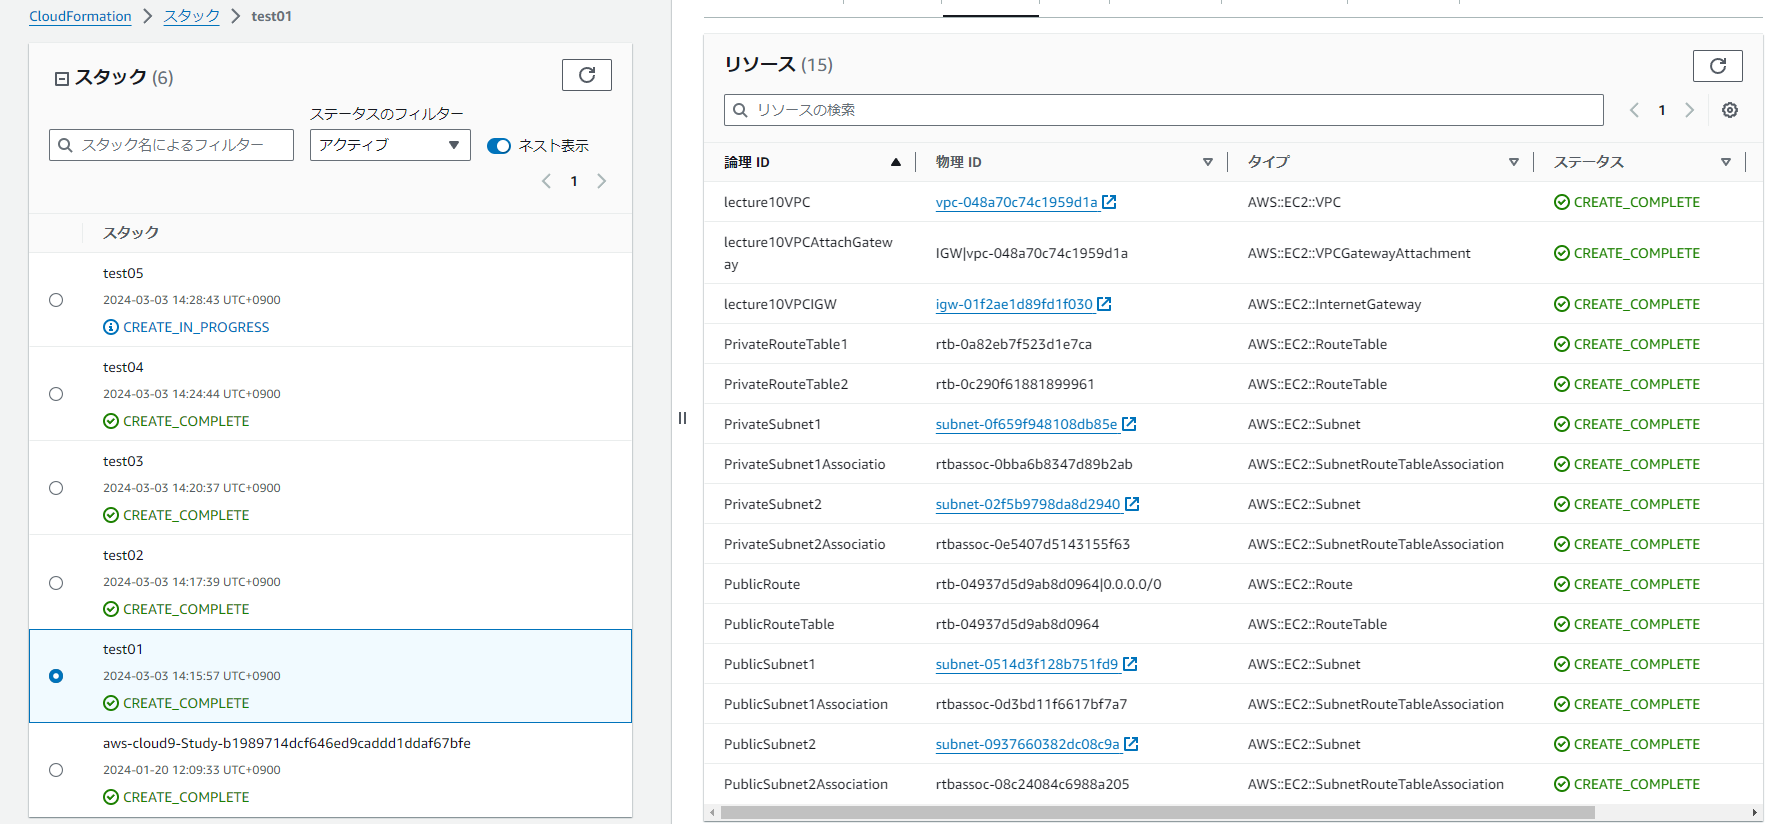 CloudFormation > スタック > test01
スタック (6)
ステータスのフィルター
スタック名によるフィルター
アクティブ
ネスト表示
1
スタック
test05
2024-03-03 14:28:43 UTC+0900
CREATE_IN_PROGRESS
test04
2024-03-03 14:24:44 UTC+0900
CREATE_COMPLETE
test03
2024-03-03 14:20:37 UTC+0900
CREATE_COMPLETE
test02
2024-03-03 14:17:39 UTC+0900
CREATE_COMPLETE
test01
2024-03-03 14:15:57 UTC+0900
CREATE_COMPLETE
aws-cloud9-Study-b1989714dcf646ed9caddd1ddaf67bfe
2024-01-20 12:09:33 UTC+0900
CREATE_COMPLETE
リソース (15)
リソースの検索
1
論理 ID 物理 ID タイプ ステータス
lecture10VPC vpc-048a70c74c1959d1a AWS::EC2::VPC CREATE_COMPLETE
lecture10VPCAttachGatew
ay IGW|vpc-048a70c74c1959d1a AWS::EC2::VPCGatewayAttachment CREATE_COMPLETE
lecture10VPCIGW igw-01f2ae1d89fd1f030 AWS::EC2::InternetGateway CREATE_COMPLETE
PrivateRouteTable1 rtb-0a82eb7f523d1e7ca AWS::EC2::RouteTable CREATE_COMPLETE
PrivateRouteTable2 rtb-0c290f61881899961 AWS::EC2::RouteTable CREATE_COMPLETE
PrivateSubnet1 subnet-0f659f948108db85e AWS::EC2::Subnet CREATE_COMPLETE
PrivateSubnet1Associatio rtbassoc-0bba6b8347d89b2ab AWS::EC2::SubnetRouteTableAssociation CREATE_COMPLETE
PrivateSubnet2 subnet-02f5b9798da8d2940 AWS::EC2::Subnet CREATE_COMPLETE
PrivateSubnet2Associatio rtbassoc-0e5407d5143155f63 AWS::EC2::SubnetRouteTableAssociation CREATE_COMPLETE
PublicRoute rtb-04937d5d9ab8d0964|0.0.0.0/0 AWS::EC2::Route CREATE_COMPLETE
PublicRouteTable rtb-04937d5d9ab8d0964 AWS::EC2::RouteTable CREATE_COMPLETE
PublicSubnet1 subnet-0514d3f128b751fd9 AWS::EC2::Subnet CREATE_COMPLETE
PublicSubnet1Association rtbassoc-0d3bd11f6617bf7a7 AWS::EC2::SubnetRouteTableAssociation CREATE_COMPLETE
PublicSubnet2 subnet-0937660382dc08c9a AWS::EC2::Subnet CREATE_COMPLETE
PublicSubnet2Association rtbassoc-08c24084c6988a205 AWS::EC2::SubnetRouteTableAssociation CREATE_COMPLETE